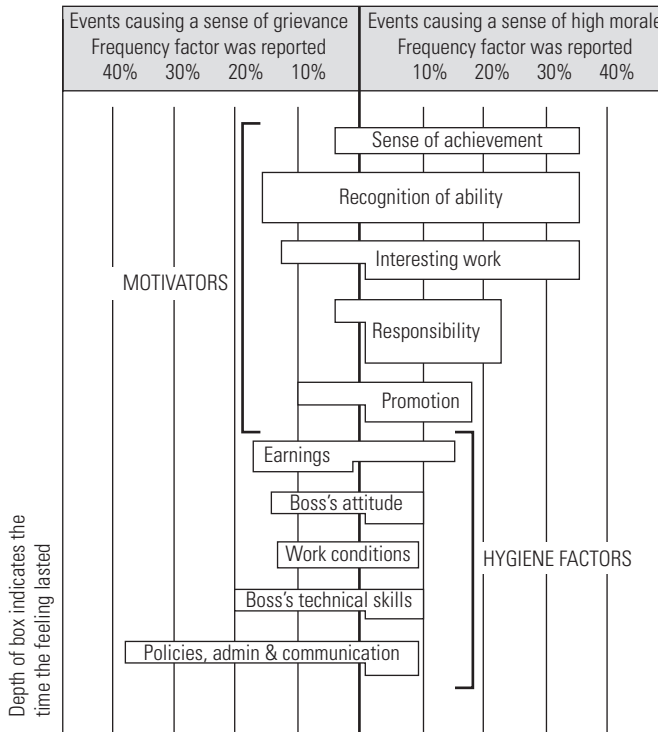 Events causing a sense of grievance
Frequency factor was reported
40% 30% 20% 10%
Events causing a sense of high morale
Frequency factor was reported
10% 20% 30% 40%
Sense of achievement
Recognition of ability
Interesting work
MOTIVATORS
Responsibility
Promotion
Earnings
Boss's attitude
Work conditions
HYGIENE FACTORS
Boss's technical skills
Policies, admin & communication
Depth of box indicates the
time the feeling lasted